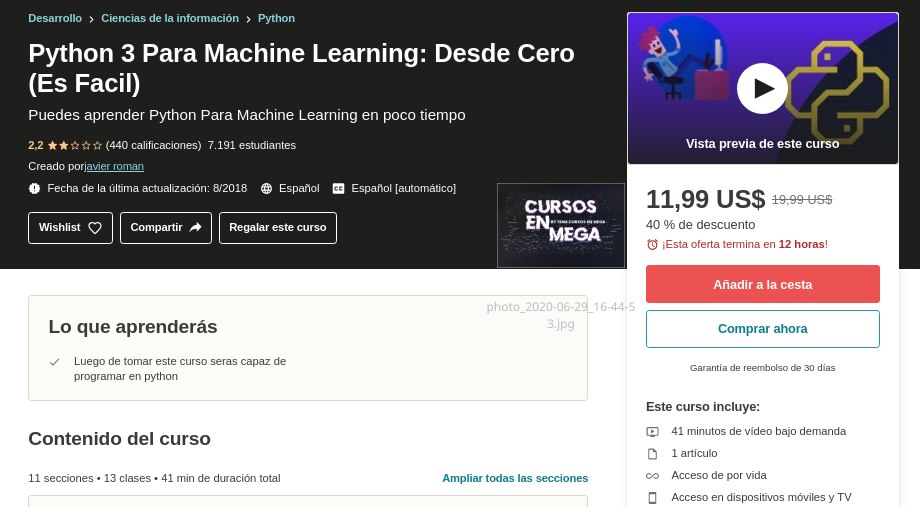 Desarrollo > Ciencias de la información > Python
Python 3 Para Machine Learning: Desde Cero
(Es Facil)
Puedes aprender Python Para Machine Learning en poco tiempo
2,2 (440 calificaciones) 7.191 estudiantes
Creado porjavier roman
Fecha de la última actualización: 8/2018 Español CC Español [automático]
Wishlist Compartir Regalar este curso
CURSOS
EN BY TEAM CURSOS EN MEGA
MEGA
photo_2020-06-29_16-44-5
3.jpg
Lo que aprenderás
Luego de tomar este curso seras capaz de
programar en python
Contenido del curso
11 secciones • 13 clases • 41 min de duración total Ampliar todas las secciones
Vista previa de este curso
11,99 US$ 19,99 US$
40 % de descuento
¡Esta oferta termina en 12 horas!
Añadir a la cesta
Comprar ahora
Garantía de reembolso de 30 días
Este curso incluye:
41 minutos de vídeo bajo demanda
1 artículo
Acceso de por vida
Acceso en dispositivos móviles y TV